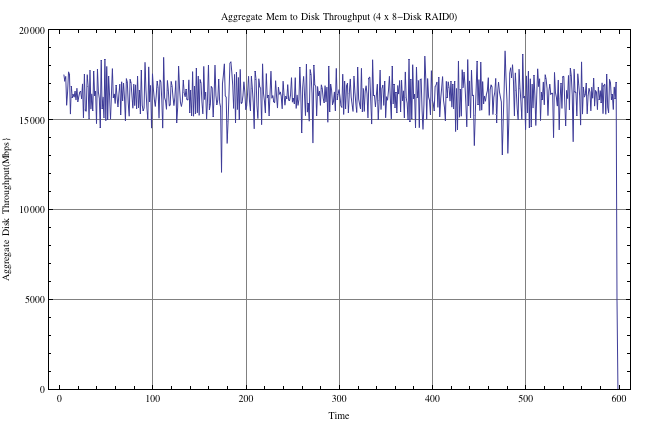 Aggregate Mem to Disk Throughput (4 x 8-Disk RAID0)
20000
15000
10000
5000
0
Aggregate Disk Throughput(Mbps}
0 100 200 300 400 500 600
Time